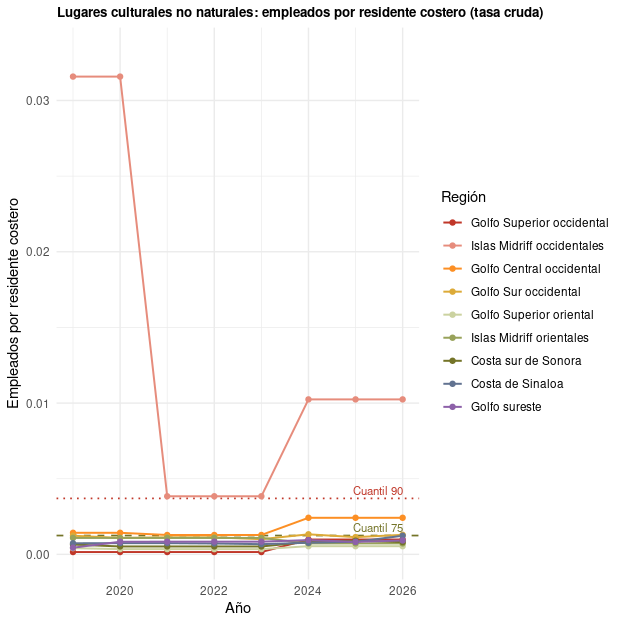 Lugares culturales no naturales: empleados por residente costero (tasa cruda)
Empleados por residente costero
0.03
0.02
0.01
0.00
Cuantil 90
Cuantil 75
2020
2022
2024
2026
Año
Región
Golfo Superior occidental
Islas Midriff occidentales
Golfo Central occidental
Golfo Sur occidental
Golfo Superior oriental
Islas Midriff orientales
Costa sur de Sonora
Costa de Sinaloa
Golfo sureste